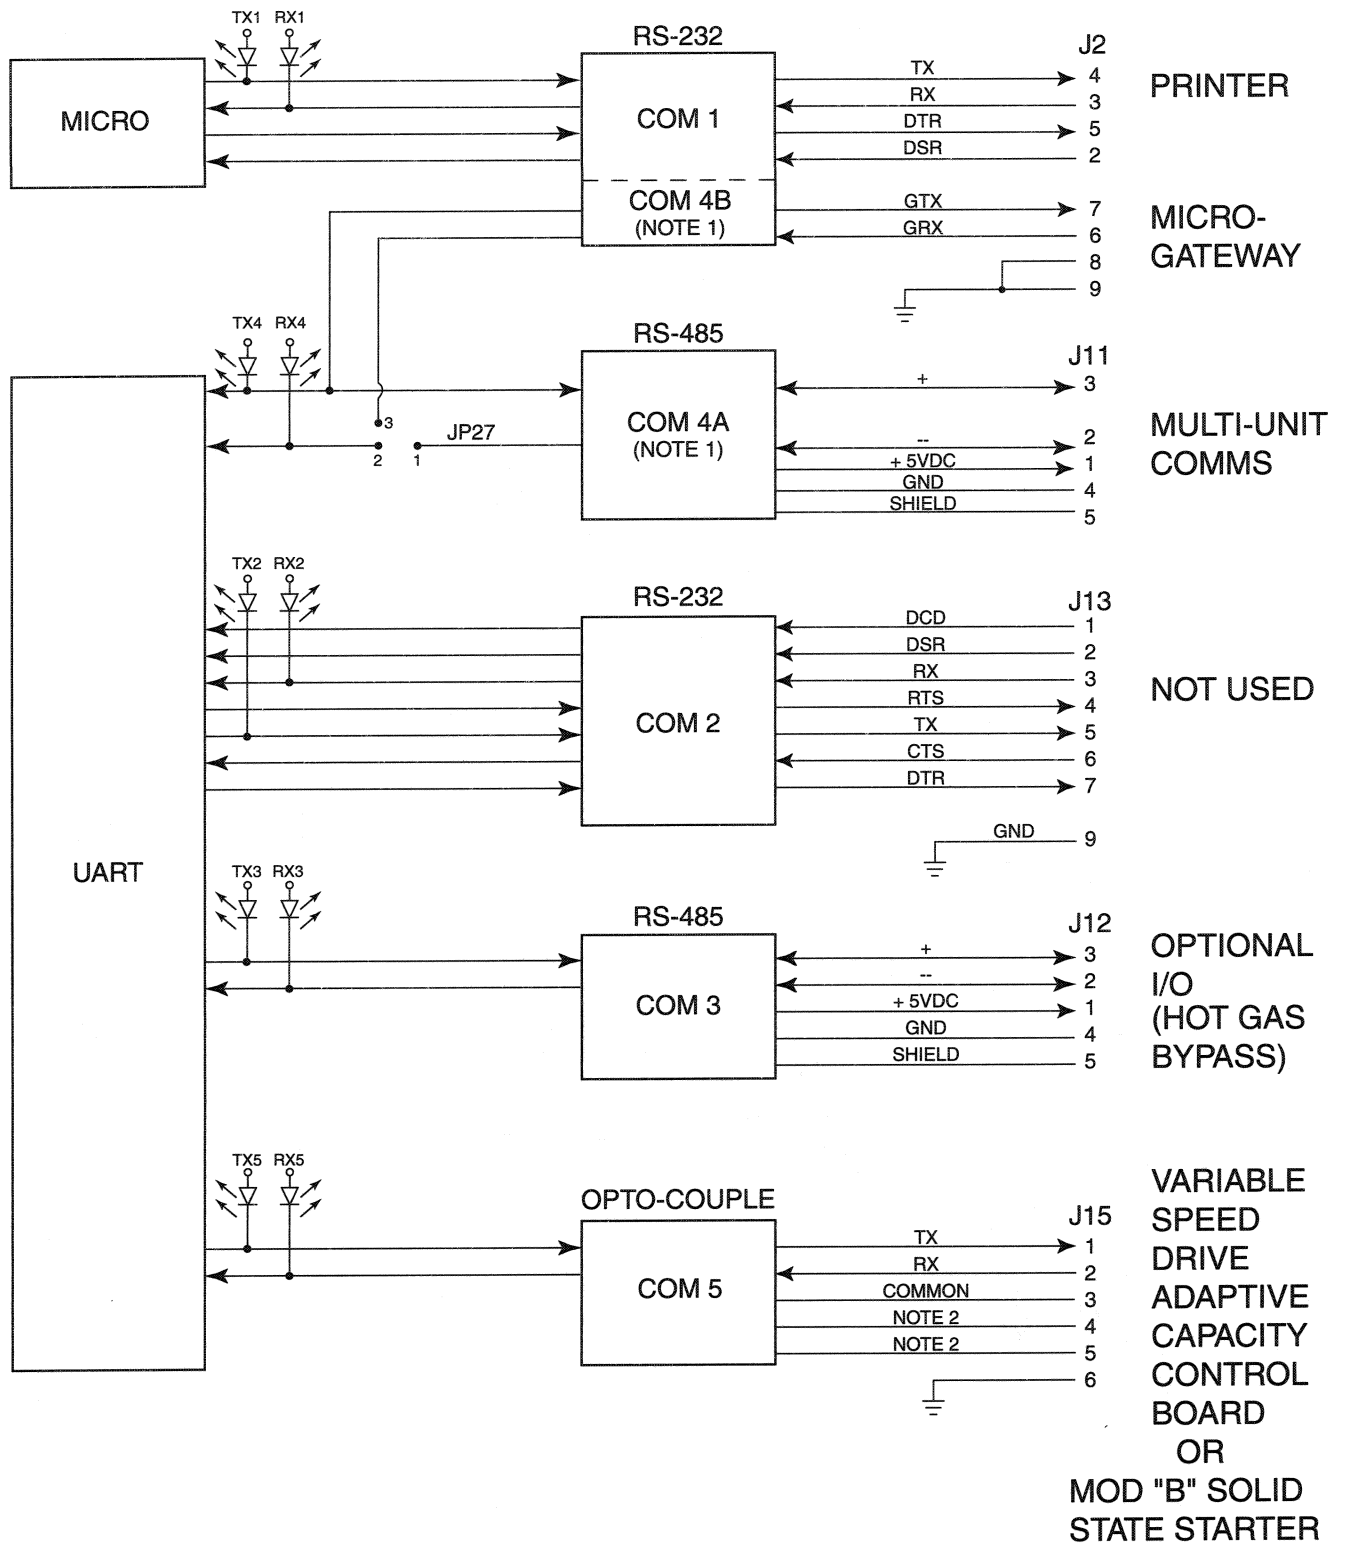 TX1 RX1
RS-232
J2
MICRO
COM 1
TX 4
RX 3
DTR 5
DSR 2
PRINTER
COM 4B
(NOTE 1)
GTX 7
GRX 6
8
9
MICRO-
GATEWAY
TX4 RX4
RS-485
J11
COM 4A
(NOTE 1)
3
JP27
2 1
+ 3
-- 2
+ 5VDC 1
GND 4
SHIELD 5
MULTI-UNIT
COMMS
TX2 RX2
RS-232
J13
COM 2
DCD 1
DSR 2
RX 3
RTS 4
TX 5
CTS 6
DTR 7
GND 9
NOT USED
UART
TX3 RX3
RS-485
J12
COM 3
+ 3
-- 2
+ 5VDC 1
GND 4
SHIELD 5
OPTIONAL
I/O
(HOT GAS
BYPASS)
TX5 RX5
OPTO-COUPLE
J15
COM 5
TX 1
RX 2
COMMON 3
NOTE 2 4
NOTE 2 5
6
VARIABLE
SPEED
DRIVE
ADAPTIVE
CAPACITY
CONTROL
BOARD
OR
MOD "B" SOLID
STATE STARTER